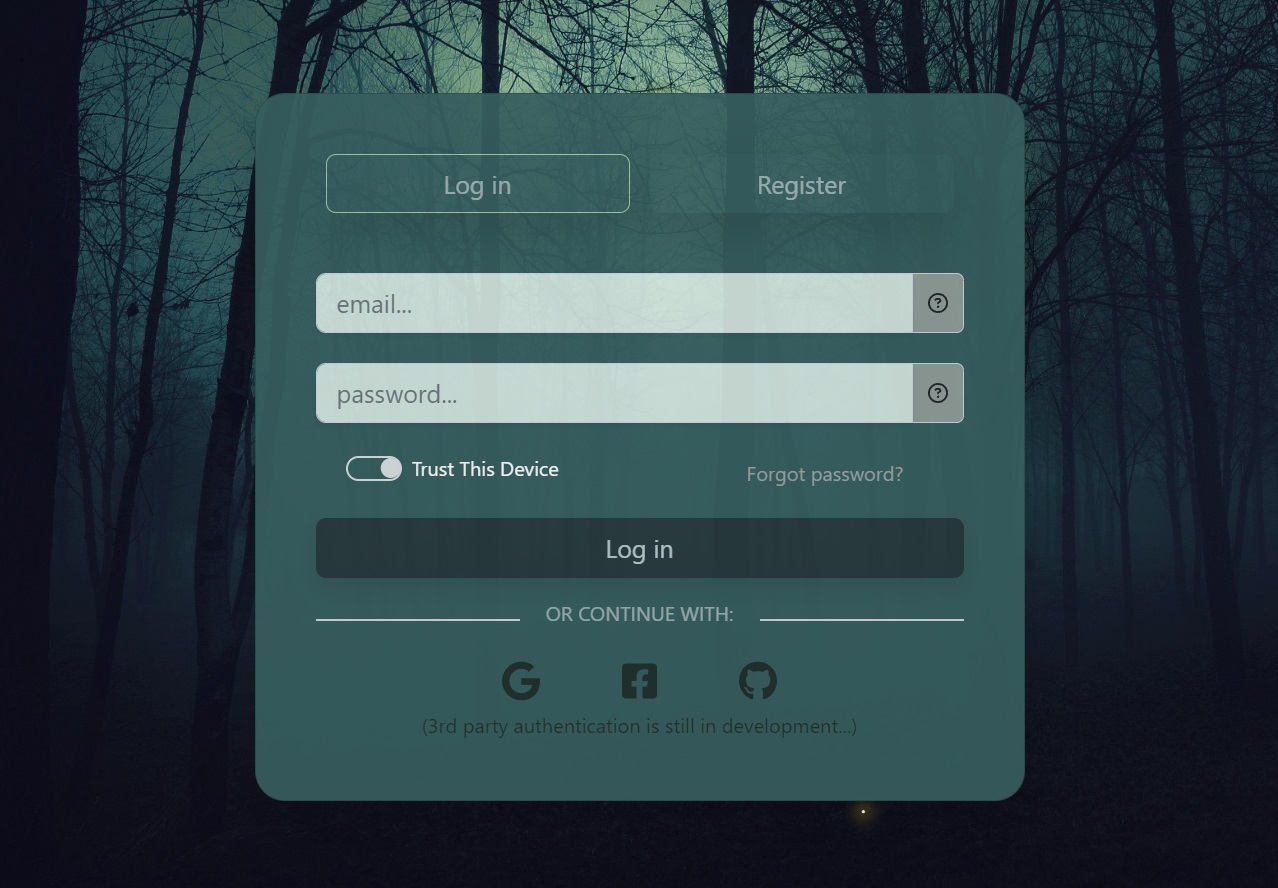 Log in
Register
email...
password...
Trust This Device
Forgot password?
Log in
OR CONTINUE WITH:
(3rd party authentication is still in development...)